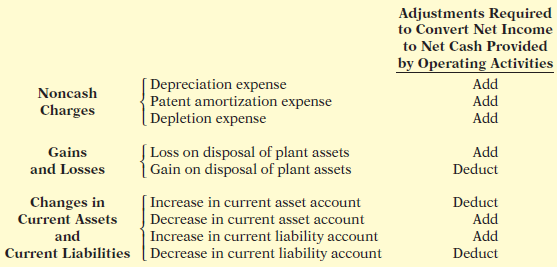 Adjustments Required
to Convert Net Income
to Net Cash Provided
by Operating Activities
Noncash
Charges
Depreciation expense Add
Patent amortization expense Add
Depletion expense Add
Gains
and Losses
Loss on disposal of plant assets Add
Gain on disposal of plant assets Deduct
Changes in
Current Assets
and
Current Liabilities
Increase in current asset account Deduct
Decrease in current asset account Add
Increase in current liability account Add
Decrease in current liability account Deduct